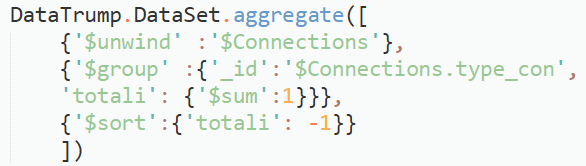 DataTrump.DataSet.aggregate([
{'$unwind' :'$Connections'},
{'$group' :{'_id':'$Connections.type_con',
'totali': {'$sum':1}}},
{'$sort':{'totali': -1}}
])